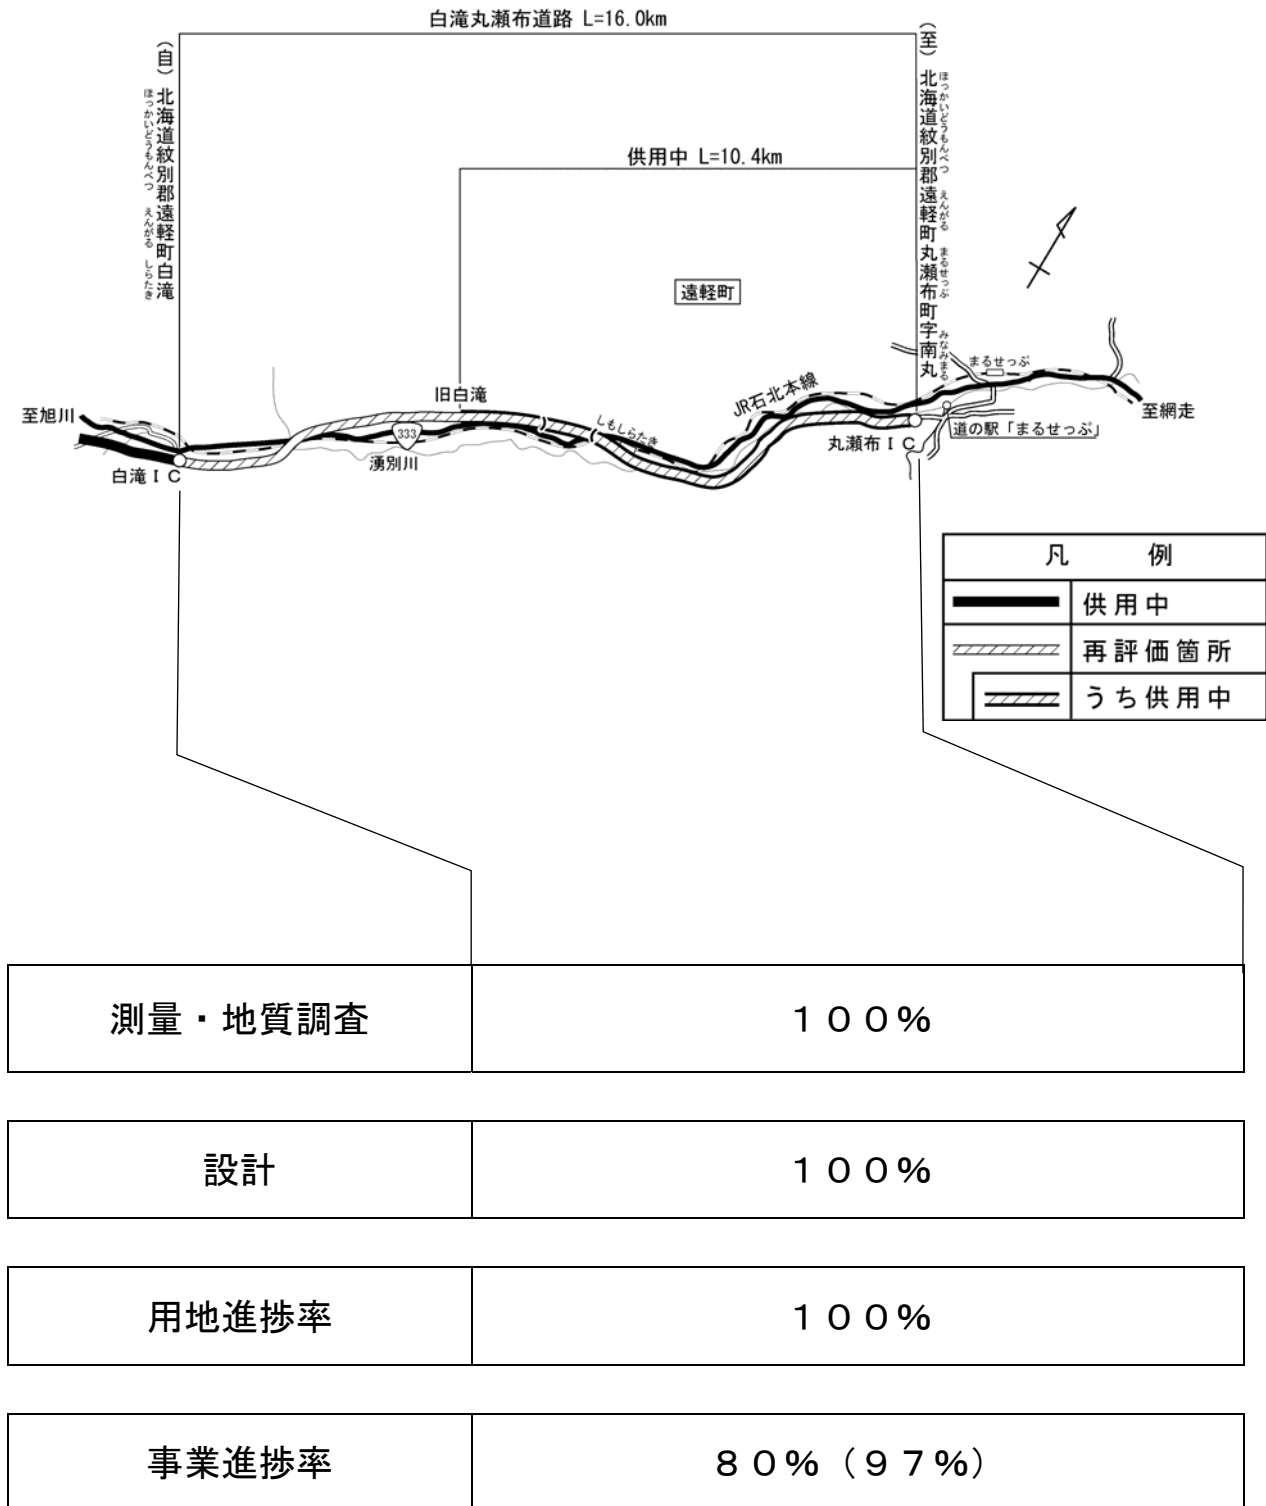 白滝丸瀬布道路 L=16.0km
(自) 北海道紋別郡遠軽町白滝
ほっかいどうもんべつ えんがる しらたき
(至) 北海道紋別郡遠軽町丸瀬布町字南丸
ほっかいどうもんべつ えんがる まるせっぷ みなみまる
供用中 L=10.4km
遠軽町
至旭川
白滝IC
旧白滝
333
湧別川
しもしらたき
JR石北本線
丸瀬布IC
まるせっぷ
道の駅「まるせっぷ」
至網走
凡 例
供用中
再評価箇所
うち供用中
測量・地質調査 100%
設計 100%
用地進捗率 100%
事業進捗率 80%(97%)